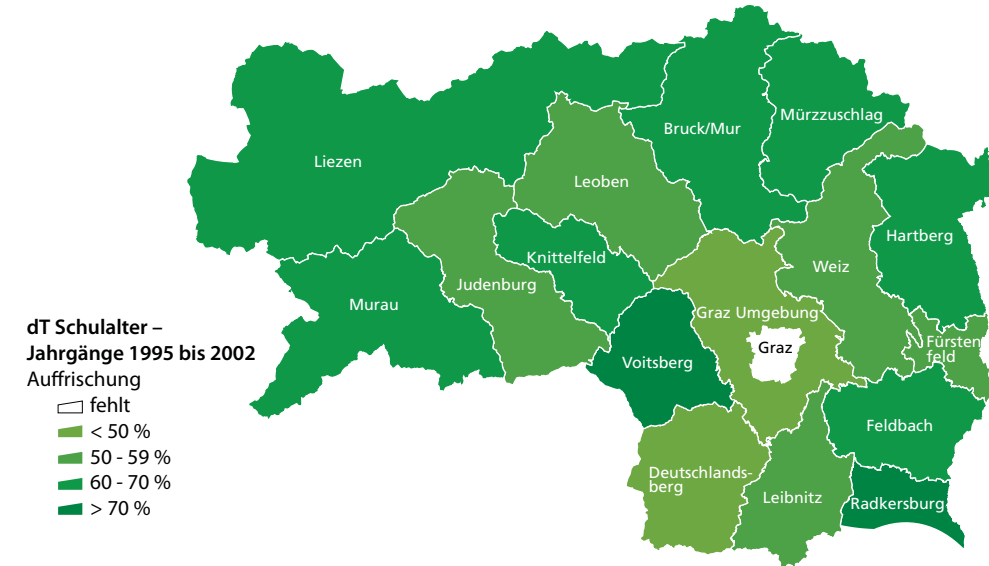 Mürzzuschlag
Bruck/Mur
Liezen
Leoben
Hartberg
Knittelfeld
Weiz
Judenburg
Murau
Graz Umgebung
Graz
Fürsten
feld
Voitsberg
Feldbach
Deutschlands-
berg
Leibnitz
Radkersburg
dT Schulalter –
Jahrgänge 1995 bis 2002
Auffrischung
fehlt
< 50 %
50 - 59 %
60 - 70 %
> 70 %